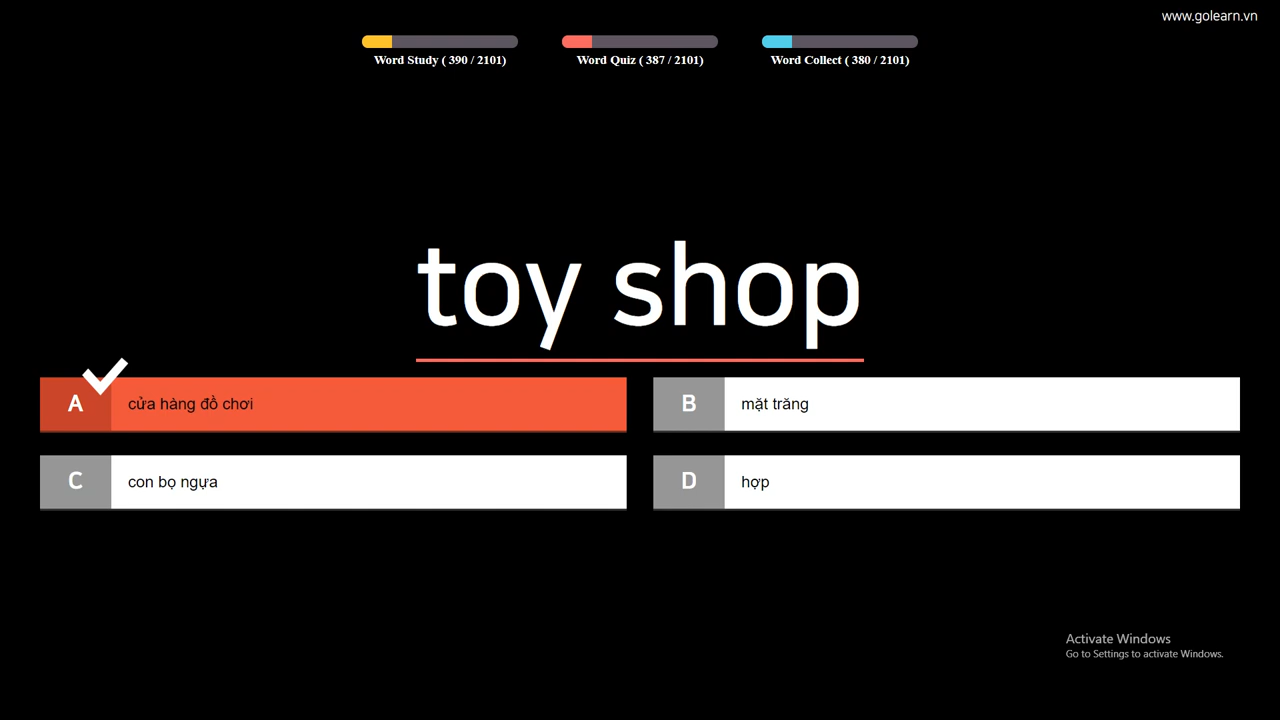 www.golearn.vn
Word Study ( 390 / 2101)
Word Quiz ( 387 / 2101)
Word Collect ( 380 / 2101)
toy shop
A cửa hàng đồ chơi
B mặt trăng
C con bọ ngựa
D hợp
Activate Windows
Go to Settings to activate Windows.